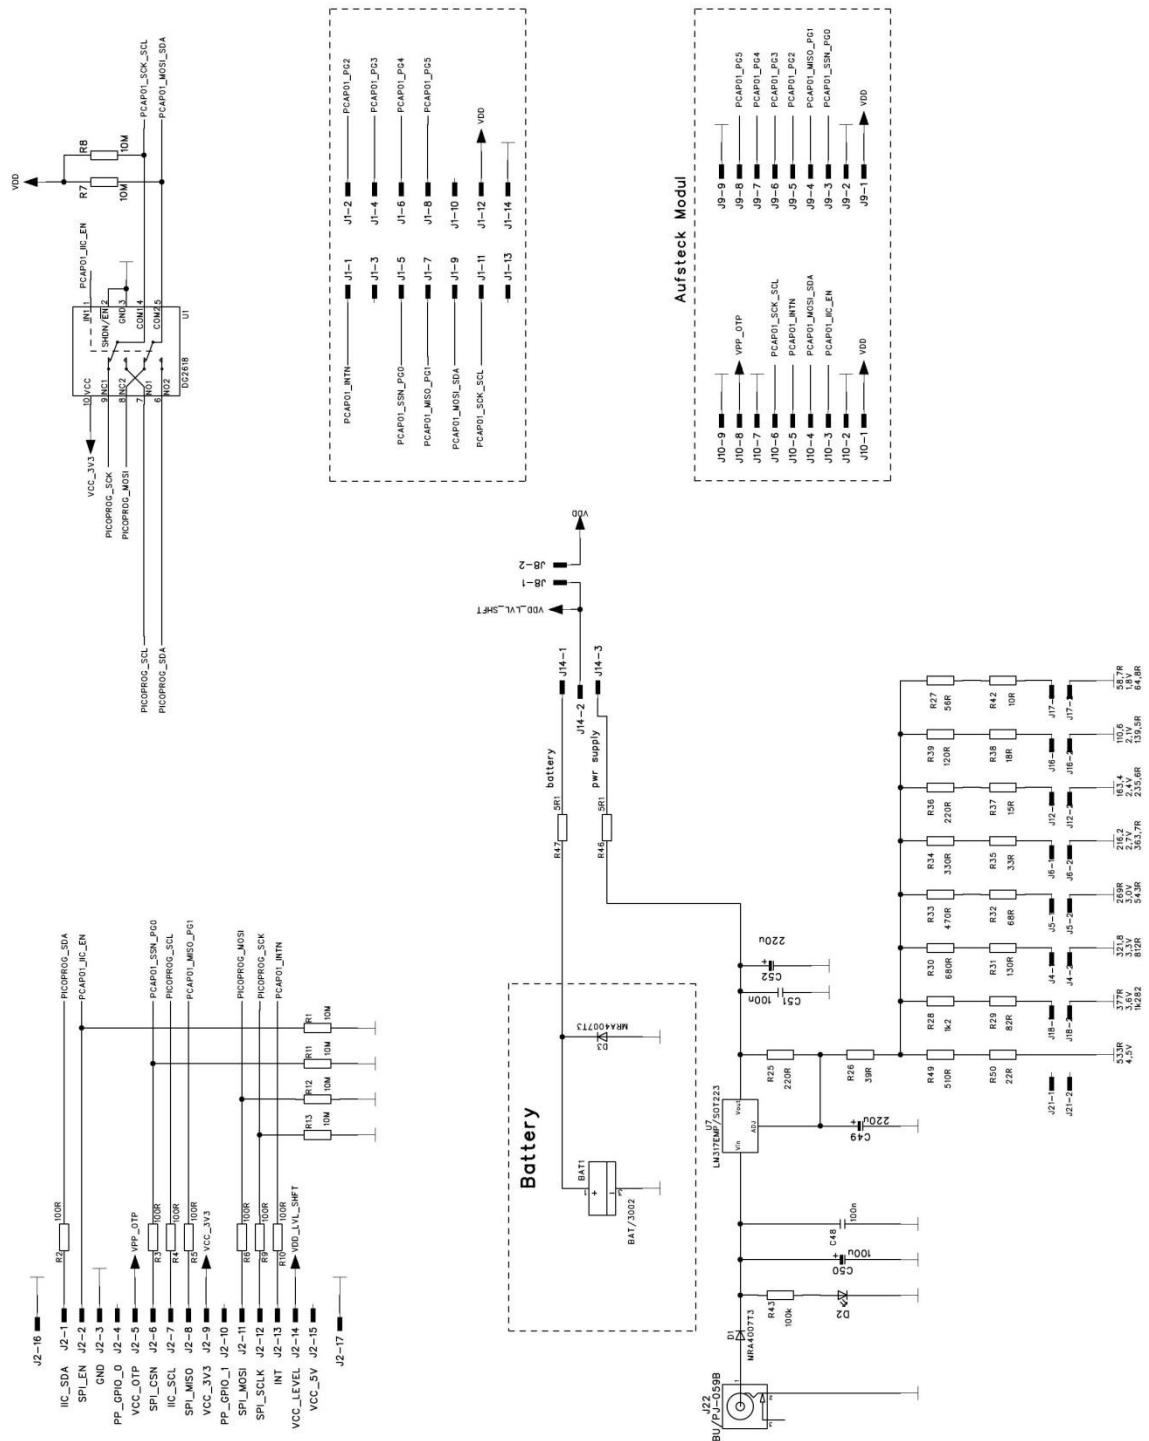 VDD
R8
10M
R7
10M
PCAP01_SCK_SCL
PCAP01_MOSI_SDA
PCAP01_IIC_EN
IN1 1
SHDN/EN 2
GND 3
COM1 4
COM2 5
U1
DG2618
10 VCC
9 NC1
8 NC2
7 NO1
6 NO2
VCC_3V3
PICOPROG_SCK
PICOPROG_MOSI
PICOPROG_SCL
PICOPROG_SDA
PCAP01_INTN J1-1 J1-2 PCAP01_PG2
J1-3 J1-4 PCAP01_PG3
PCAP01_SSN_PG0 J1-5 J1-6 PCAP01_PG4
PCAP01_MISO_PG1 J1-7 J1-8 PCAP01_PG5
PCAP01_MOSI_SDA J1-9 J1-10
PCAP01_SCK_SCL J1-11 J1-12 VDD
J1-13 J1-14
Aufsteck Modul
J9-9
J9-8 PCAP01_PG5
J9-7 PCAP01_PG4
J9-6 PCAP01_PG3
J9-5 PCAP01_PG2
J9-4 PCAP01_MISO_PG1
J9-3 PCAP01_SSN_PG0
J9-2
J9-1 VDD
J10-9
J10-8 VPP_OTP
J10-7
J10-6 PCAP01_SCK_SCL
J10-5 PCAP01_INTN
J10-4 PCAP01_MOSI_SDA
J10-3 PCAP01_IIC_EN
J10-2
J10-1 VDD
J8-2
J8-1
VDD
VDD_LVL_SHFT
J14-1
J14-2
J14-3
battery
pwr supply
R47
5R1
R46
5R1
J2-16
IIC_SDA J2-1 R2 100R PICOPROG_SDA
SPI_EN J2-2 PCAP01_IIC_EN
GND J2-3
PP_GPIO_0 J2-4
VCC_OTP J2-5 VPP_OTP
SPI_CSN J2-6 R3 100R PCAP01_SSN_PG0
IIC_SCL J2-7 R4 100R PICOPROG_SCL
SPI_MISO J2-8 R5 100R PCAP01_MISO_PG1
VCC_3V3 J2-9 VCC_3V3
PP_GPIO_1 J2-10
SPI_MOSI J2-11 R6 100R PICOPROG_MOSI
SPI_SCLK J2-12 R9 100R PICOPROG_SCK
INT J2-13 R10 100R PCAP01_INTN
VCC_LEVEL J2-14 VDD_LVL_SHFT
VCC_5V J2-15
J2-17
R1
10M
R11
10M
R12
10M
R13
10M
Battery
D3
MRA4007T3
BAT1
1 +
3 -
BAT/3002
J22
BU/PJ-059B
1
2
3
D1
MRA4007T3
R43
100k
D2
C50
100u
+
C48
100n
U7
LM317EMP/SOT223
Vin
Vout
ADJ
C49
220u
+
C51
100n
C52
220u
+
R25
220R
R26
39R
R49
510R
R50
22R
J21-1
J21-2
533R
4,5V
R28
1k2
R29
82R
J18-1
J18-2
377R
3,6V
1k282
R30
680R
R31
130R
J4-1
J4-2
321,8
3,3V
812R
R33
470R
R32
68R
J5-1
J5-2
269R
3,0V
543R
R34
330R
R35
33R
J6-1
J6-2
216,2
2,7V
363,7R
R36
220R
R37
15R
J12-1
J12-2
163,4
2,4V
235,6R
R39
120R
R38
18R
J16-1
J16-2
110,6
2,1V
139,5R
R27
56R
R42
10R
J17-1
J17-2
58,7R
1,8V
64,8R